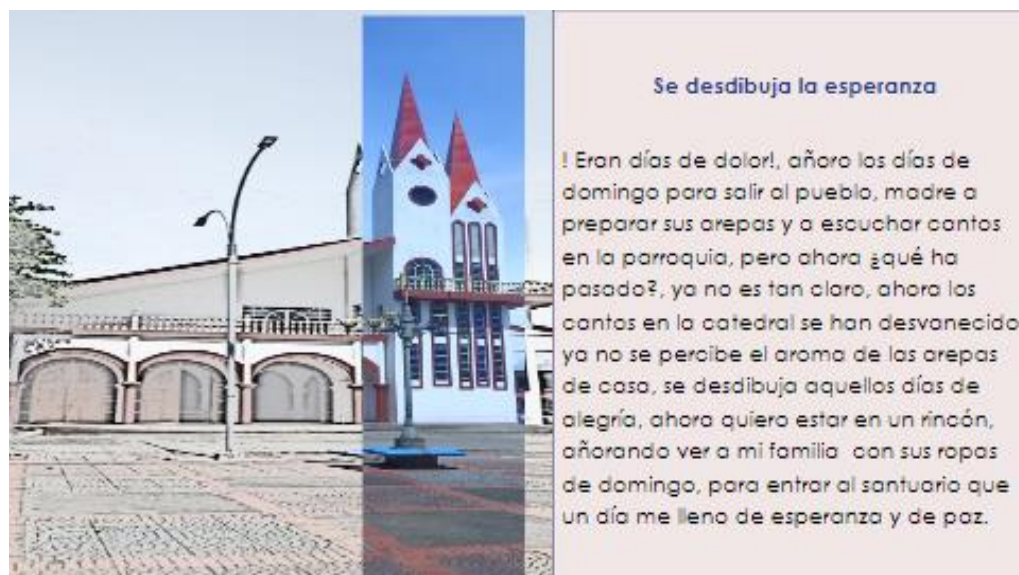 Se desdibuja la esperanza
! Eran días de dolor!, añoro los días de
domingo para salir al pueblo, madre a
preparar sus arepas y a escuchar cantos
en la parroquia, pero ahora ¿qué ha
pasado?, ya no es tan claro, ahora los
cantos en la catedral se han desvanecido
ya no se percibe el aroma de las arepas
de casa, se desdibuja aquellos días de
alegría, ahora quiero estar en un rincón,
añorando ver a mi familia con sus ropas
de domingo, para entrar al santuario que
un día me lleno de esperanza y de paz.